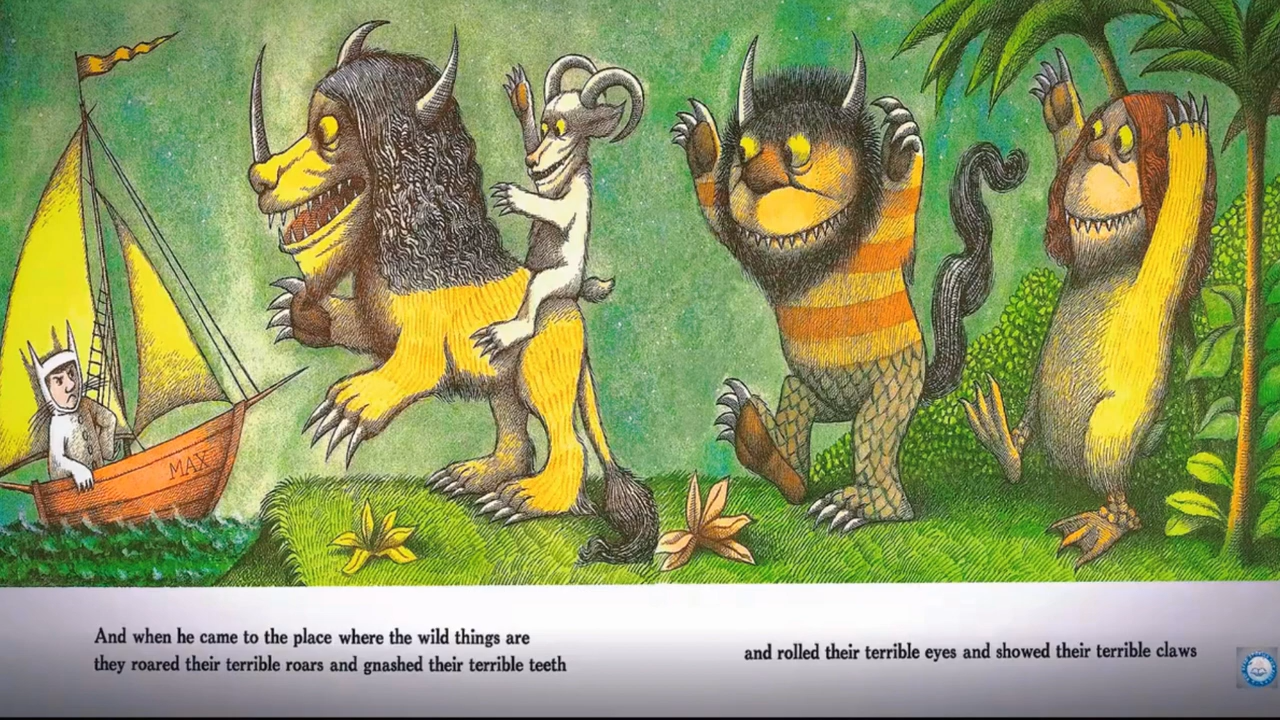 MAX
And when he came to the place where the wild things are
they roared their terrible roars and gnashed their terrible teeth
and rolled their terrible eyes and showed their terrible claws